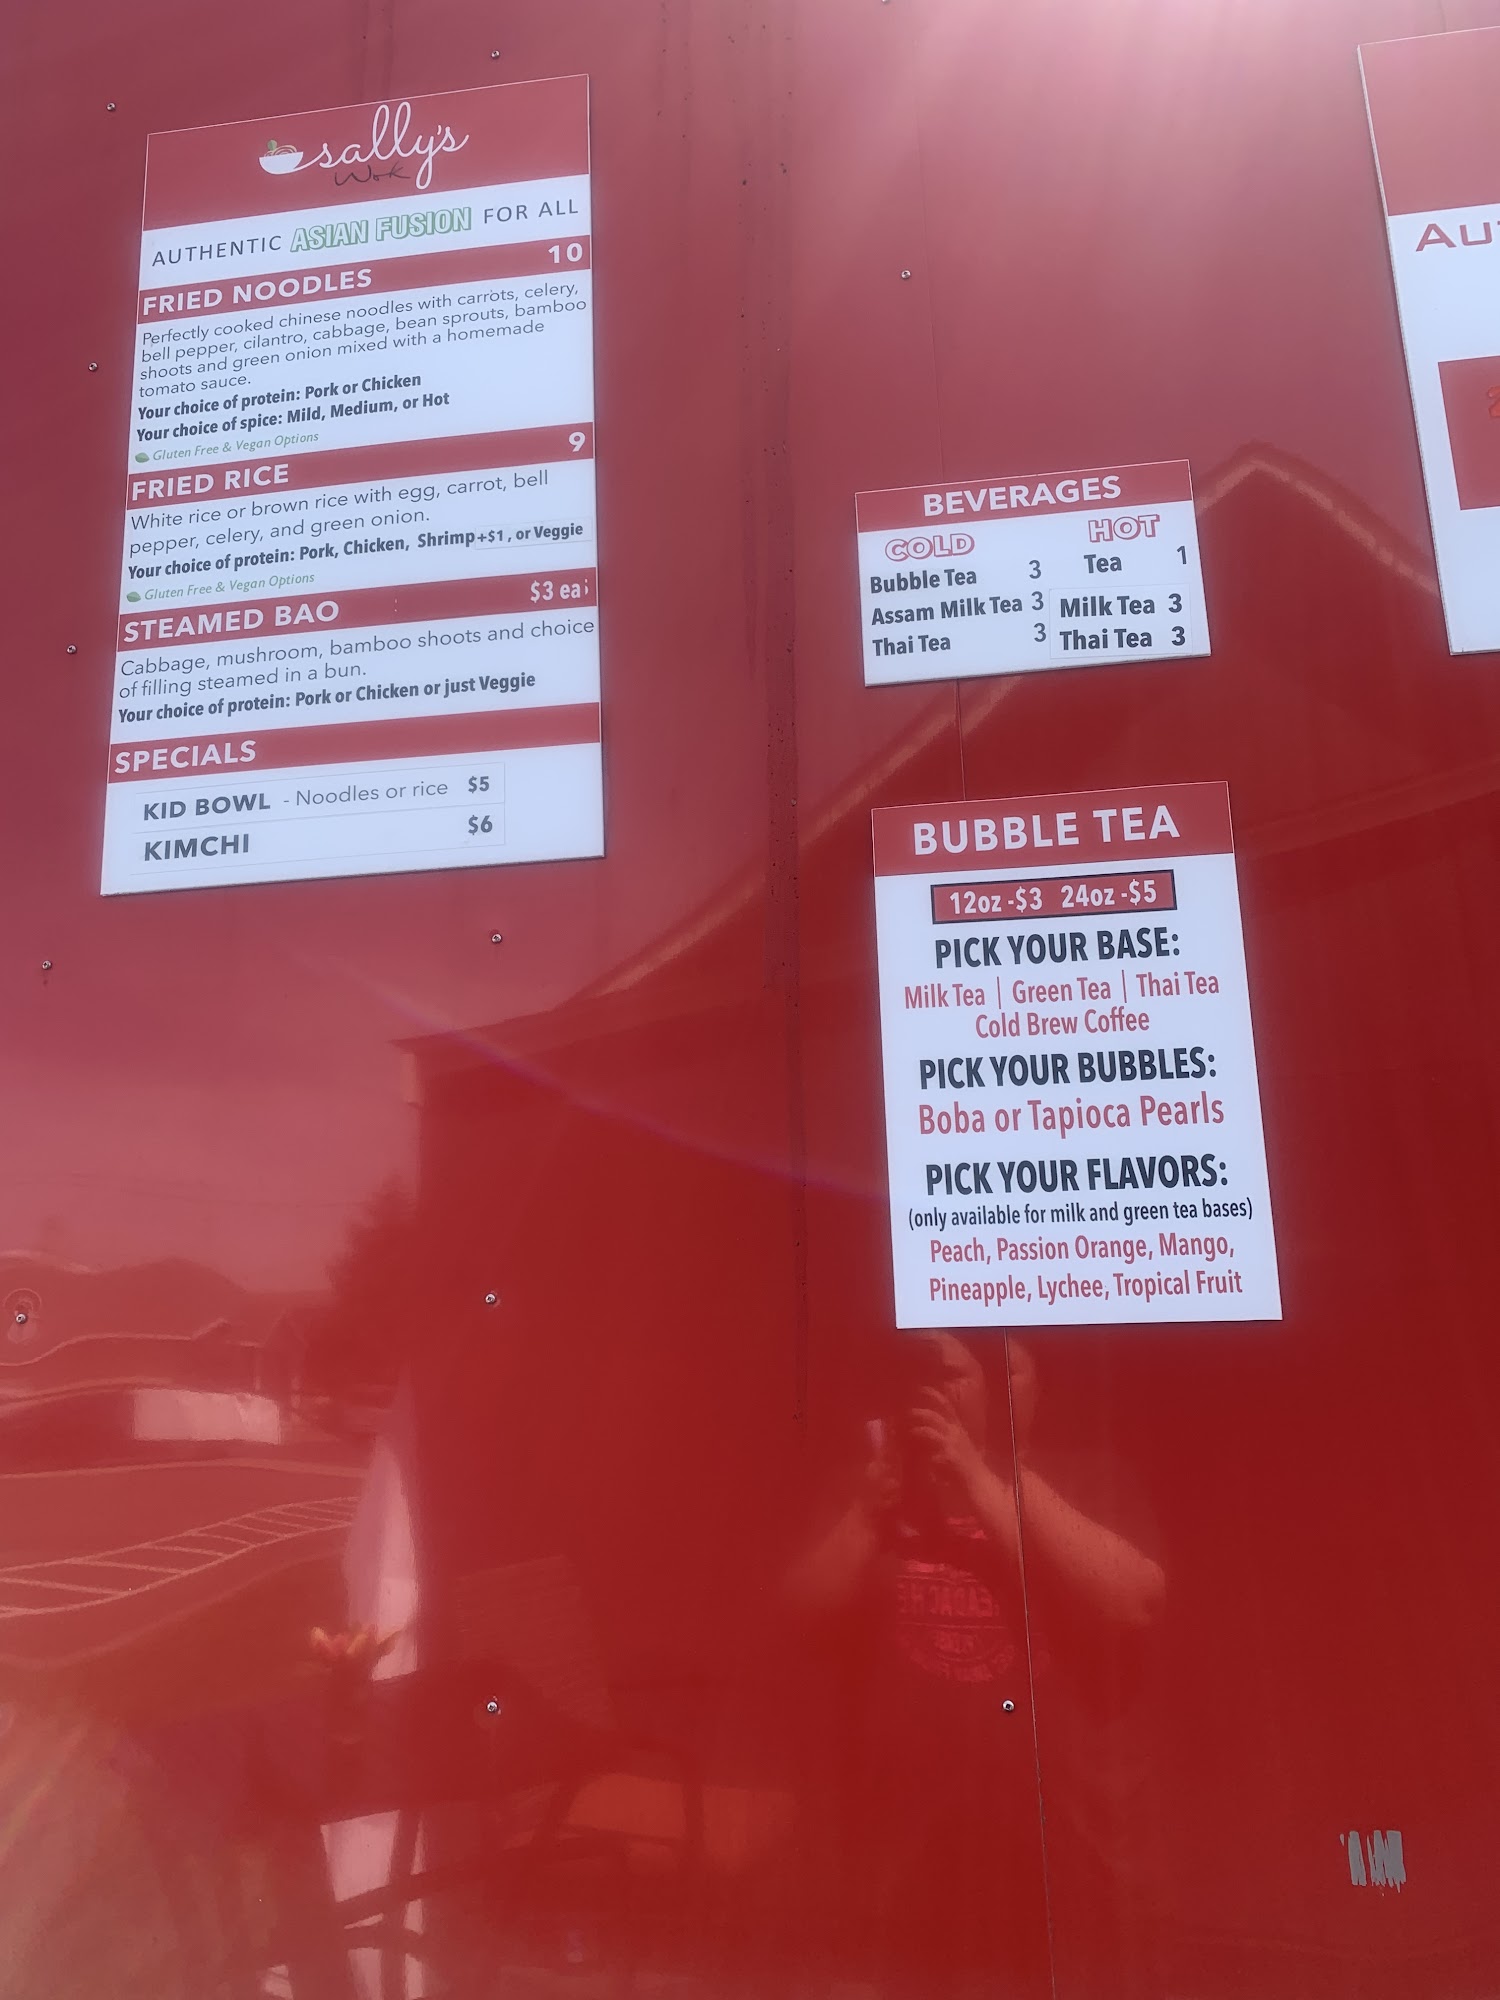 sally's
Wok
AUTHENTIC ASIAN FUSION FOR ALL
FRIED NOODLES 10
Perfectly cooked chinese noodles with carrots, celery,
bell pepper, cilantro, cabbage, bean sprouts, bamboo
shoots and green onion mixed with a homemade
tomato sauce.
Your choice of protein: Pork or Chicken
Your choice of spice: Mild, Medium, or Hot
Gluten Free & Vegan Options
FRIED RICE 9
White rice or brown rice with egg, carrot, bell
pepper, celery, and green onion.
Your choice of protein: Pork, Chicken, Shrimp+$1, or Veggie
Gluten Free & Vegan Options
STEAMED BAO $3 ea
Cabbage, mushroom, bamboo shoots and choice
of filling steamed in a bun.
Your choice of protein: Pork or Chicken or just Veggie
SPECIALS
KID BOWL - Noodles or rice $5
KIMCHI $6
BEVERAGES
COLD
Bubble Tea 3
Assam Milk Tea 3
Thai Tea 3
HOT
Tea 1
Milk Tea 3
Thai Tea 3
BUBBLE TEA
12oz -$3 24oz -$5
PICK YOUR BASE:
Milk Tea | Green Tea | Thai Tea
Cold Brew Coffee
PICK YOUR BUBBLES:
Boba or Tapioca Pearls
PICK YOUR FLAVORS:
(only available for milk and green tea bases)
Peach, Passion Orange, Mango,
Pineapple, Lychee, Tropical Fruit